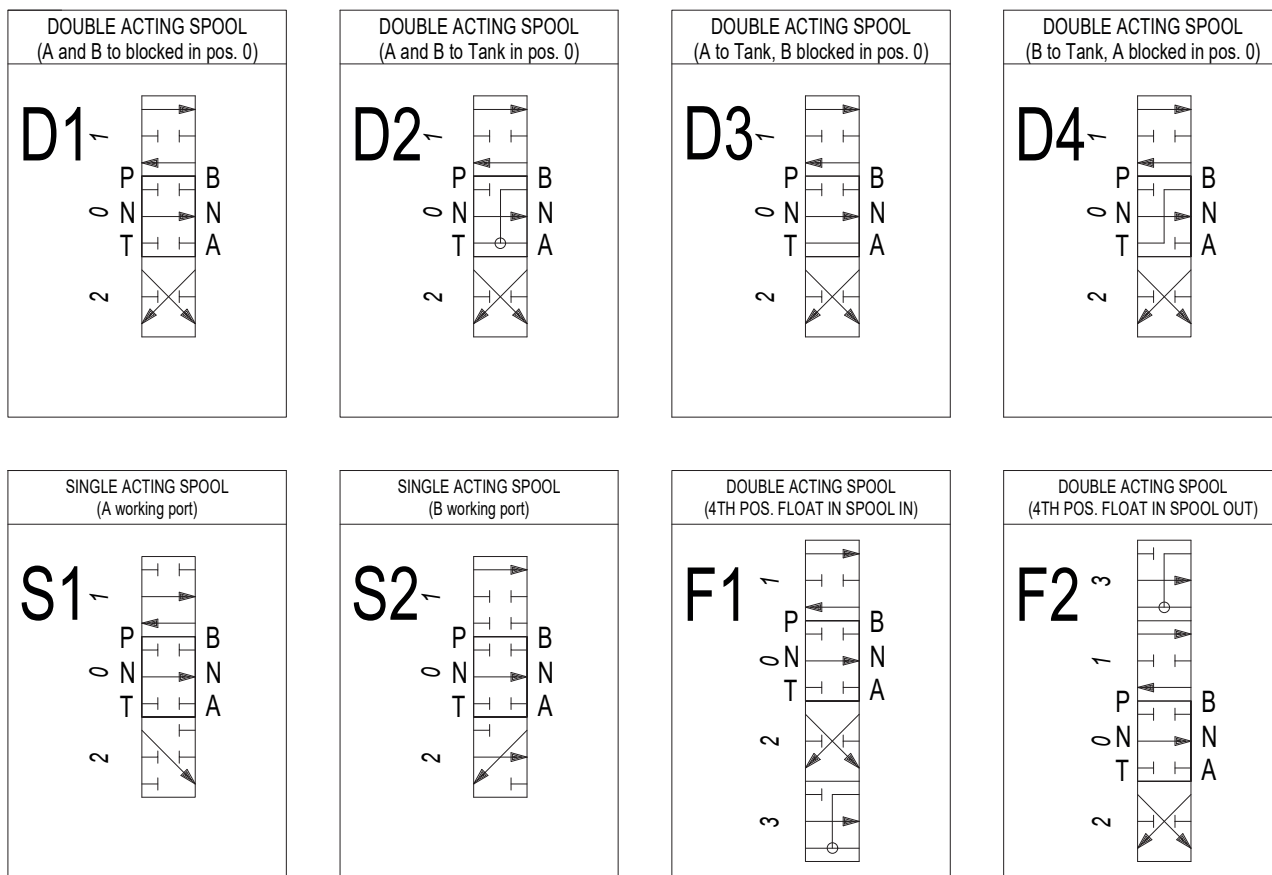 DOUBLE ACTING SPOOL
(A and B to blocked in pos. 0)
D1
1
P B
0 N N
T A
2
DOUBLE ACTING SPOOL
(A and B to Tank in pos. 0)
D2
1
P B
0 N N
T A
2
DOUBLE ACTING SPOOL
(A to Tank, B blocked in pos. 0)
D3
1
P B
0 N N
T A
2
DOUBLE ACTING SPOOL
(B to Tank, A blocked in pos. 0)
D4
1
P B
0 N N
T A
2
SINGLE ACTING SPOOL
(A working port)
S1
1
P B
0 N N
T A
2
SINGLE ACTING SPOOL
(B working port)
S2
1
P B
0 N N
T A
2
DOUBLE ACTING SPOOL
(4TH POS. FLOAT IN SPOOL IN)
F1
1
P B
0 N N
T A
2
3
DOUBLE ACTING SPOOL
(4TH POS. FLOAT IN SPOOL OUT)
F2
3
1
P B
0 N N
T A
2